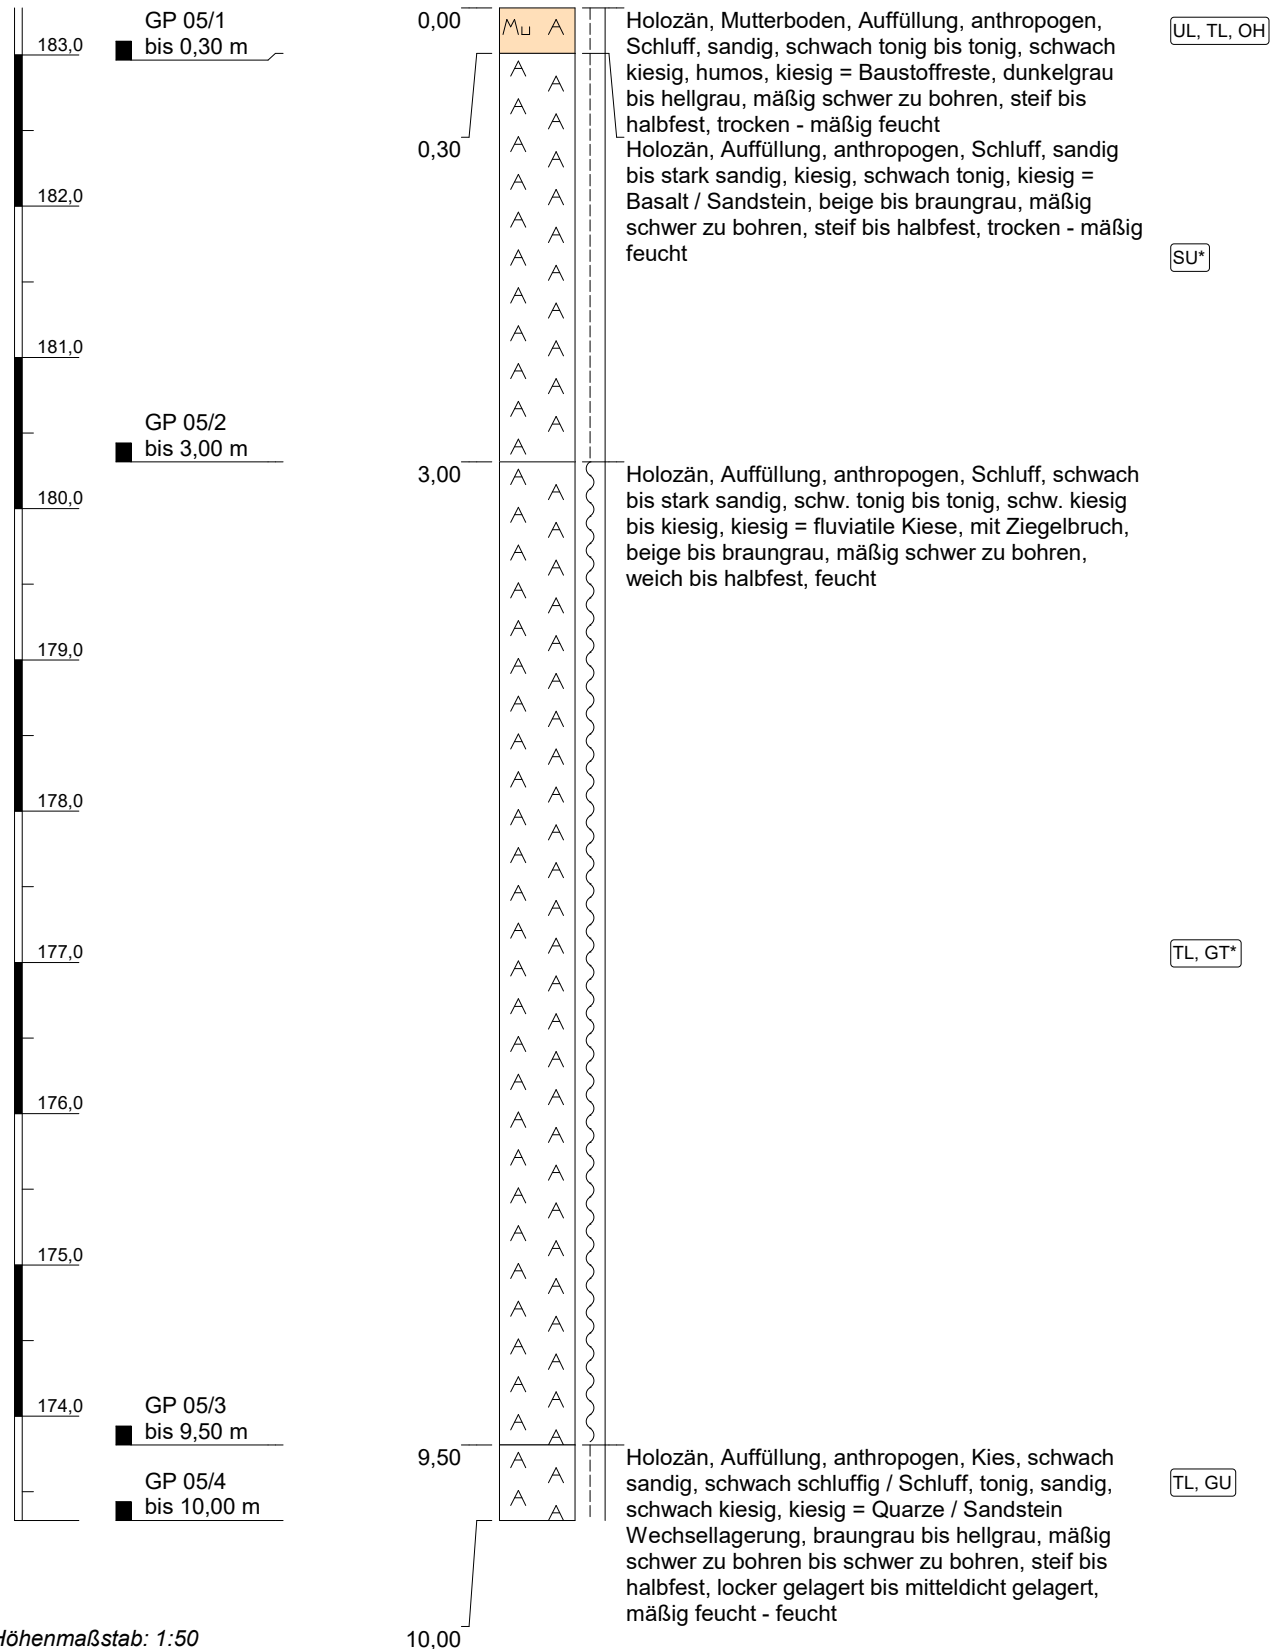 GP 05/1
bis 0,30 m
183,0
0,00
Mu A
Holozän, Mutterboden, Auffüllung, anthropogen,
Schluff, sandig, schwach tonig bis tonig, schwach
kiesig, humos, kiesig = Baustoffreste, dunkelgrau
bis hellgrau, mäßig schwer zu bohren, steif bis
halbfest, trocken - mäßig feucht
UL, TL, OH
0,30
Holozän, Auffüllung, anthropogen, Schluff, sandig
bis stark sandig, kiesig, schwach tonig, kiesig =
Basalt / Sandstein, beige bis braungrau, mäßig
schwer zu bohren, steif bis halbfest, trocken - mäßig
feucht
SU*
182,0
181,0
GP 05/2
bis 3,00 m
3,00
Holozän, Auffüllung, anthropogen, Schluff, schwach
bis stark sandig, schw. tonig bis tonig, schw. kiesig
bis kiesig, kiesig = fluviatile Kiese, mit Ziegelbruch,
beige bis braungrau, mäßig schwer zu bohren,
weich bis halbfest, feucht
180,0
179,0
178,0
177,0
TL, GT*
176,0
175,0
174,0
GP 05/3
bis 9,50 m
9,50
Holozän, Auffüllung, anthropogen, Kies, schwach
sandig, schwach schluffig / Schluff, tonig, sandig,
schwach kiesig, kiesig = Quarze / Sandstein
Wechsellagerung, braungrau bis hellgrau, mäßig
schwer zu bohren bis schwer zu bohren, steif bis
halbfest, locker gelagert bis mitteldicht gelagert,
mäßig feucht - feucht
TL, GU
GP 05/4
bis 10,00 m
10,00
Höhenmaßstab: 1:50